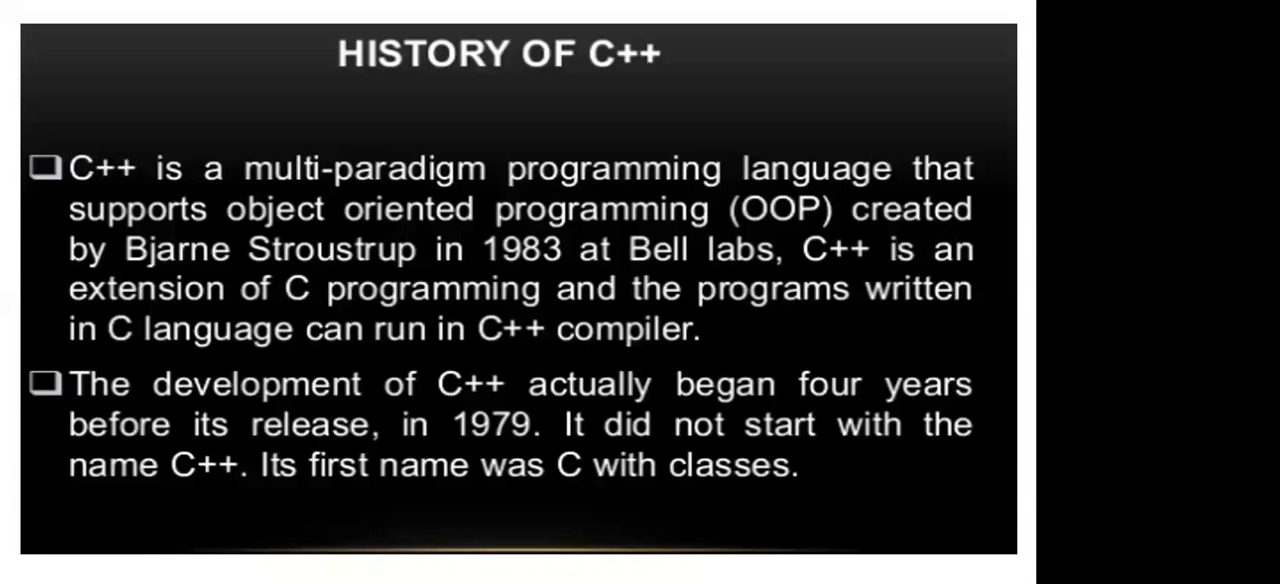 HISTORY OF C++
C++ is a multi-paradigm programming language that
supports object oriented programming (OOP) created
by Bjarne Stroustrup in 1983 at Bell labs, C++ is an
extension of C programming and the programs written
in C language can run in C++ compiler.
The development of C++ actually began four years
before its release, in 1979. It did not start with the
name C++. Its first name was C with classes.